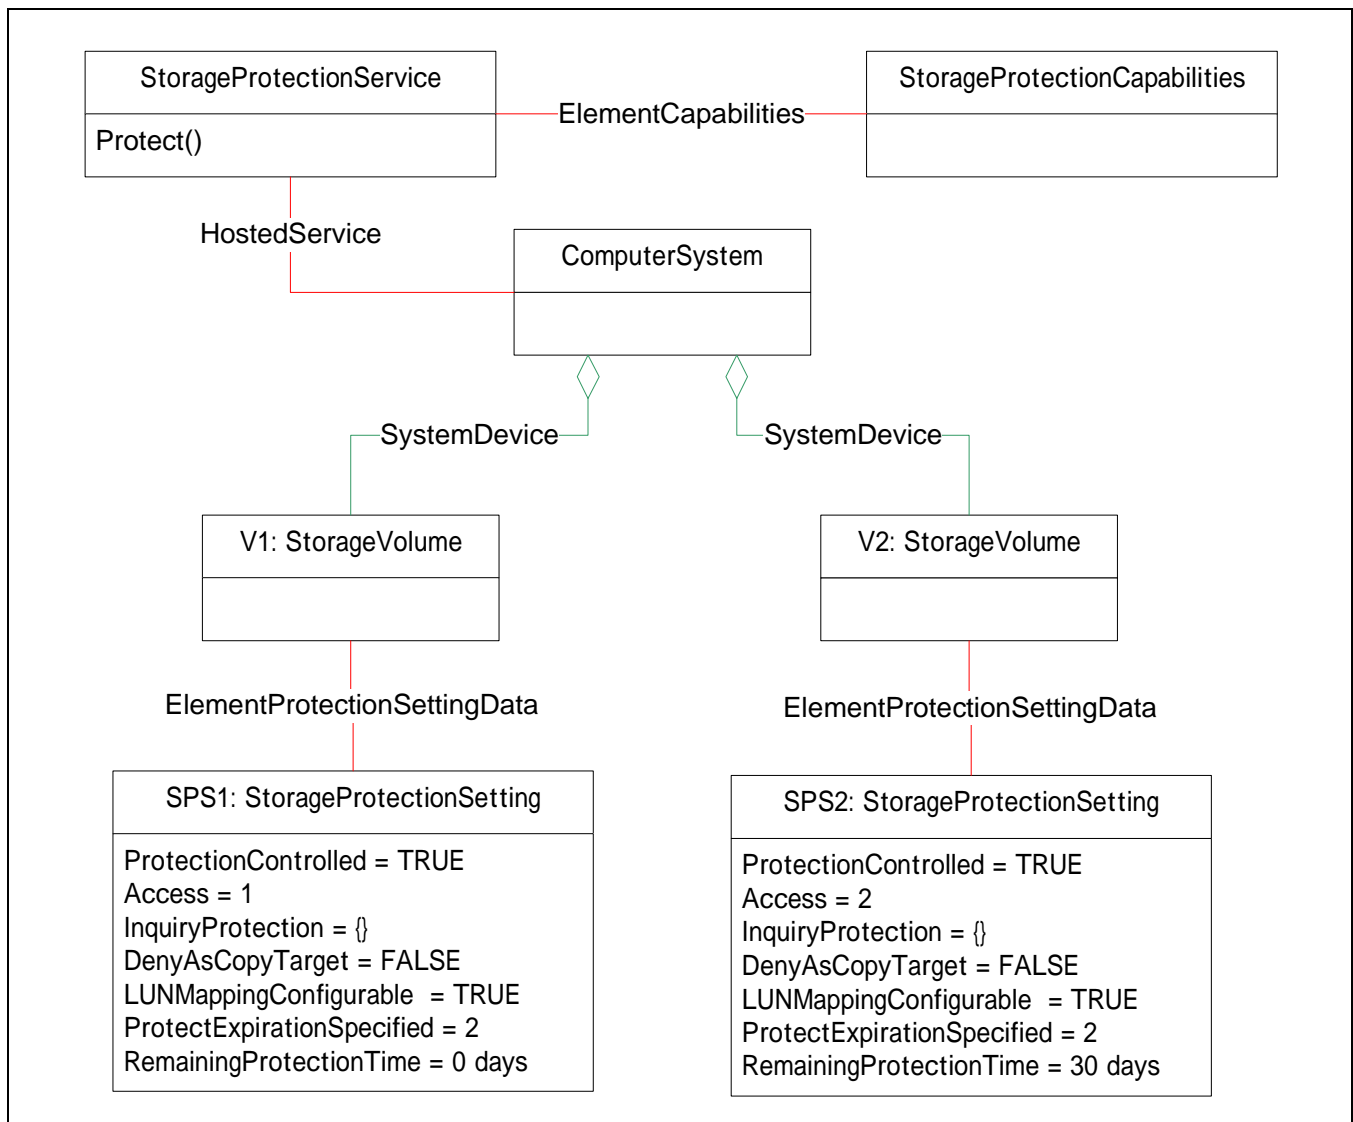 StorageProtectionService
Protect()
ElementCapabilities
StorageProtectionCapabilities
HostedService
ComputerSystem
SystemDevice
SystemDevice
V1: StorageVolume
V2: StorageVolume
ElementProtectionSettingData
ElementProtectionSettingData
SPS1: StorageProtectionSetting
ProtectionControlled = TRUE
Access = 1
InquiryProtection = {}
DenyAsCopyTarget = FALSE
LUNMappingConfigurable = TRUE
ProtectExpirationSpecified = 2
RemainingProtectionTime = 0 days
SPS2: StorageProtectionSetting
ProtectionControlled = TRUE
Access = 2
InquiryProtection = {}
DenyAsCopyTarget = FALSE
LUNMappingConfigurable = TRUE
ProtectExpirationSpecified = 2
RemainingProtectionTime = 30 days